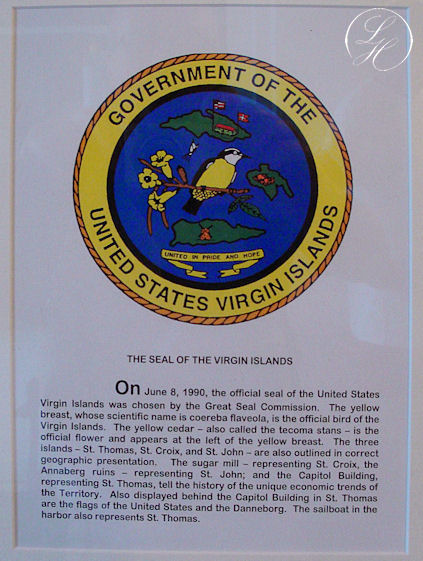 LH
GOVERNMENT OF THE
UNITED IN PRIDE AND HOPE
UNITED STATES VIRGIN ISLANDS
THE SEAL OF THE VIRGIN ISLANDS
On June 8, 1990, the official seal of the United States
Virgin Islands was chosen by the Great Seal Commission. The yellow
breast, whose scientific name is coereba flaveola, is the official bird of the
Virgin Islands. The yellow cedar – also called the tecoma stans – is the
official flower and appears at the left of the yellow breast. The three
islands – St. Thomas, St. Croix, and St. John – are also outlined in correct
geographic presentation. The sugar mill – representing St. Croix, the
Annaberg ruins – representing St. John; and the Capitol Building,
representing St. Thomas, tell the history of the unique economic trends of
the Territory. Also displayed behind the Capitol Building in St. Thomas
are the flags of the United States and the Danneborg. The sailboat in the
harbor also represents St. Thomas.